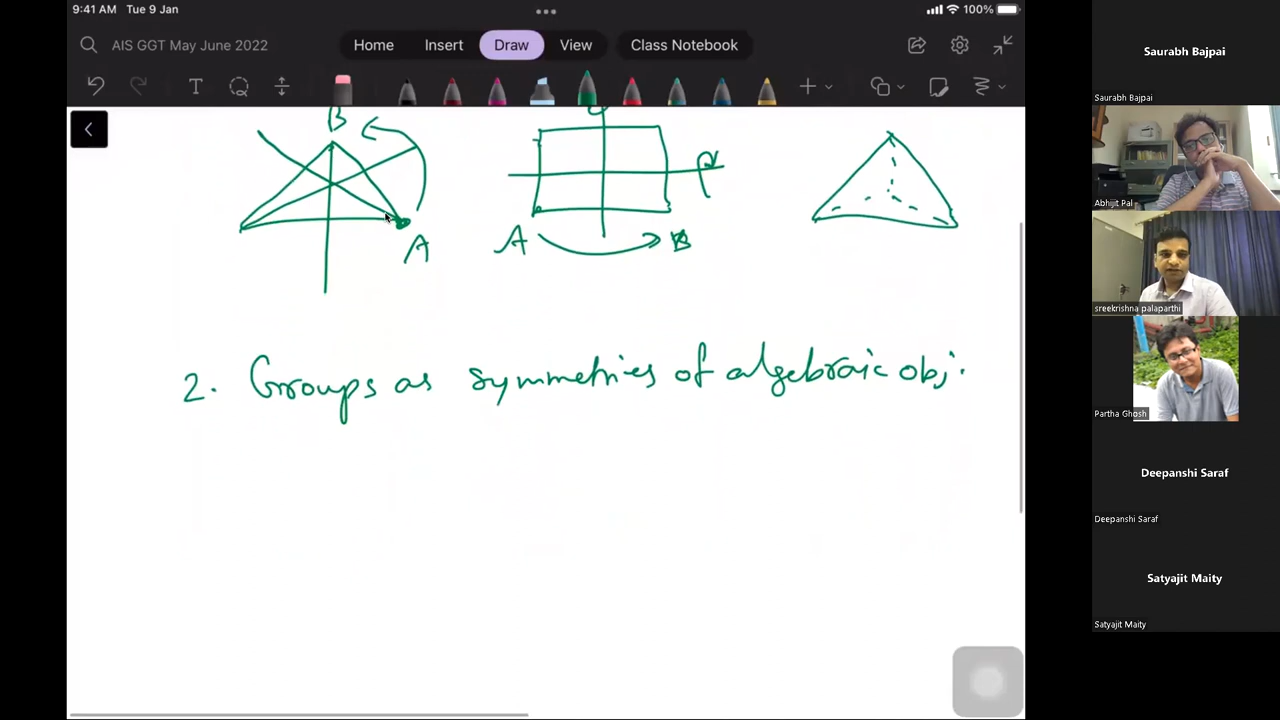 9:41 AM Tue 9 Jan
100%
AIS GGT May June 2022
Home
Insert
Draw
View
Class Notebook
T
B
A
A
2. Groups as symmetries of algebraic obj.
Saurabh Bajpai
Saurabh Bajpai
Abhijit Pal
sreekrishna palaparthi
Partha Ghosh
Deepanshi Saraf
Deepanshi Saraf
Satyajit Maity
Satyajit Maity